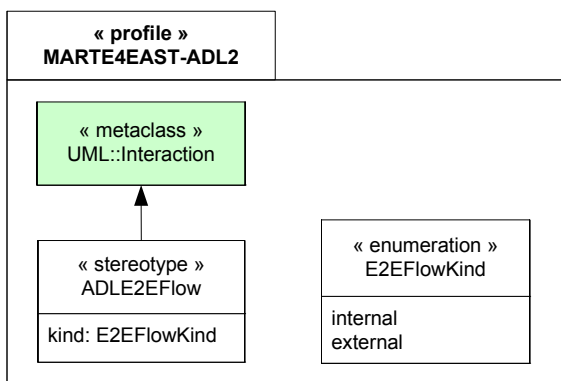 « profile »
MARTE4EAST-ADL2
« metaclass »
UML::Interaction
« stereotype »
ADLE2EFlow
kind: E2EFlowKind
« enumeration »
E2EFlowKind
internal
external